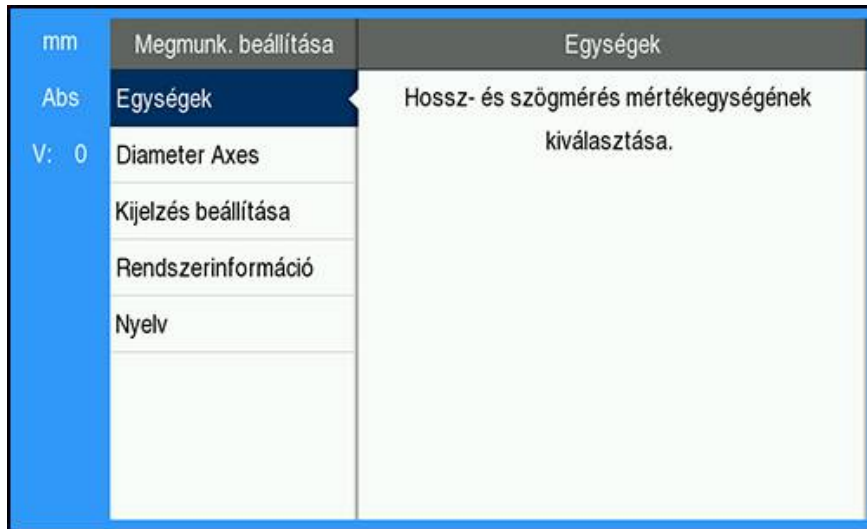 mm
Abs
V: 0
Megmunk. beállítása
Egységek
Diameter Axes
Kijelzés beállítása
Rendszerinformáció
Nyelv
Egységek
Hossz- és szögmérés mértékegységének
kiválasztása.